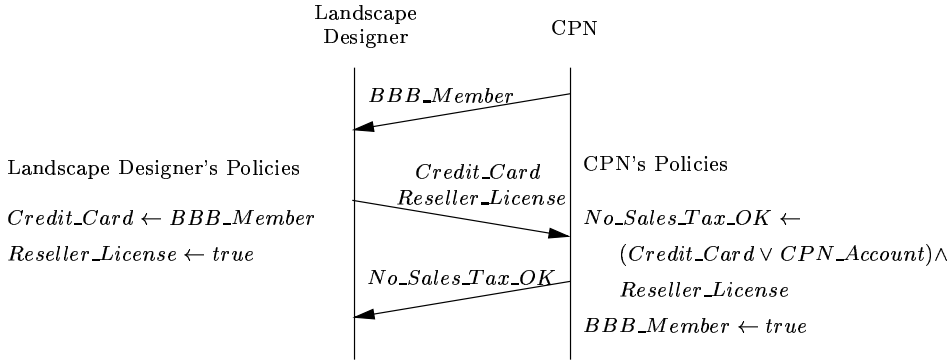 Landscape
Designer
CPN
BBB_Member
Landscape Designer's Policies
Credit_Card ← BBB_Member
Reseller_License ← true
Credit_Card
Reseller_License
No_Sales_Tax_OK
CPN's Policies
No_Sales_Tax_OK ←
(Credit_Card ∨ CPN_Account)∧
Reseller_License
BBB_Member ← true